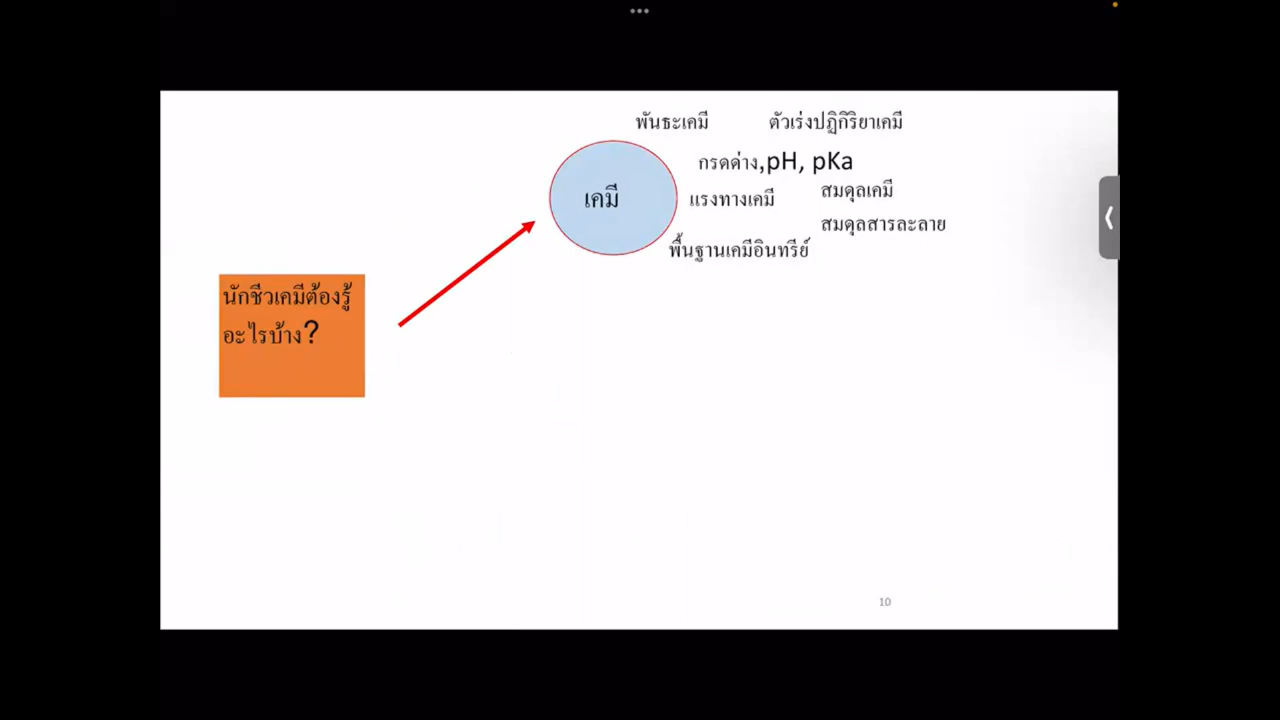 พันธะเคมี
ตัวเร่งปฏิกิริยาเคมี
กรดด่าง,pH, pKa
เคมี
แรงทางเคมี
สมดุลเคมี
สมดุลสารละลาย
พื้นฐานเคมีอินทรีย์
นักชีวเคมีต้องรู้
อะไรบ้าง?
10